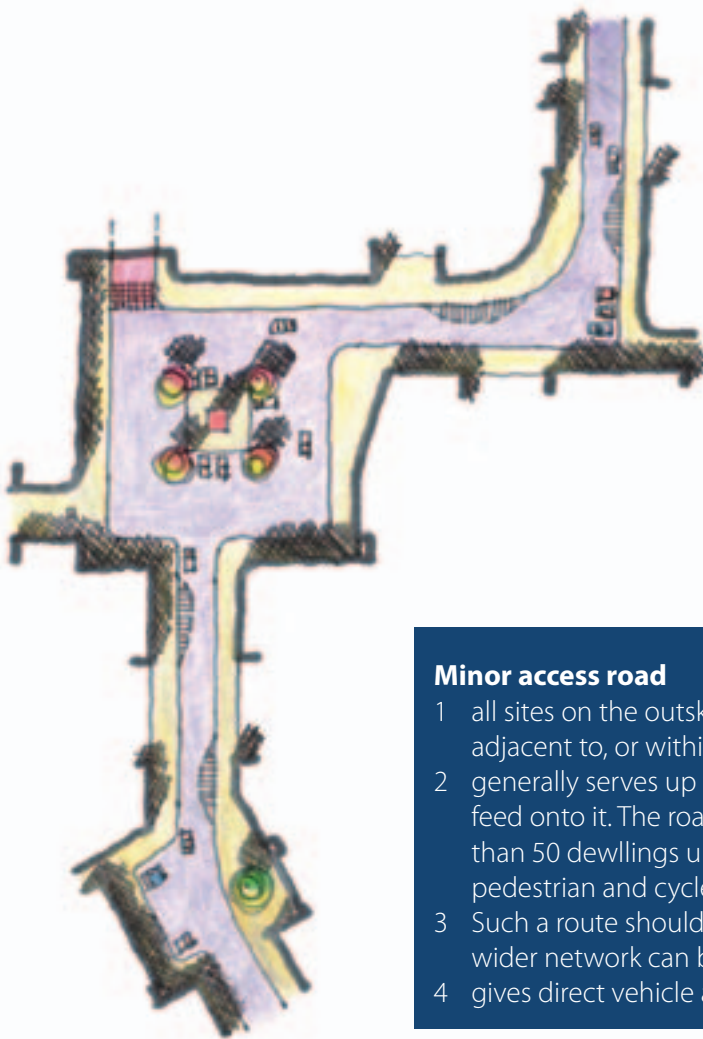 Minor access road
1 all sites on the outsk
adjacent to, or withi
2 generally serves up
feed onto it. The roa
than 50 dewllings u
pedestrian and cycle
3 Such a route should
wider network can b
4 gives direct vehicle a